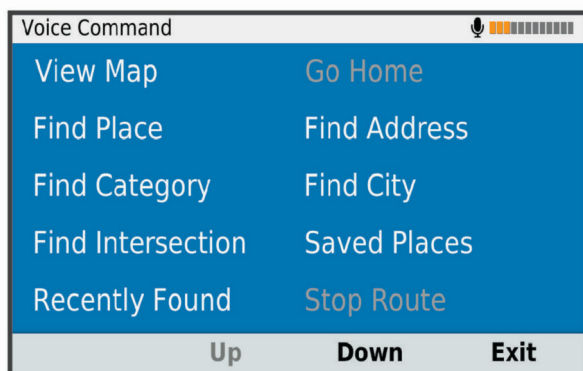 Voice Command
View Map Go Home
Find Place Find Address
Find Category Find City
Find Intersection Saved Places
Recently Found Stop Route
Up Down Exit